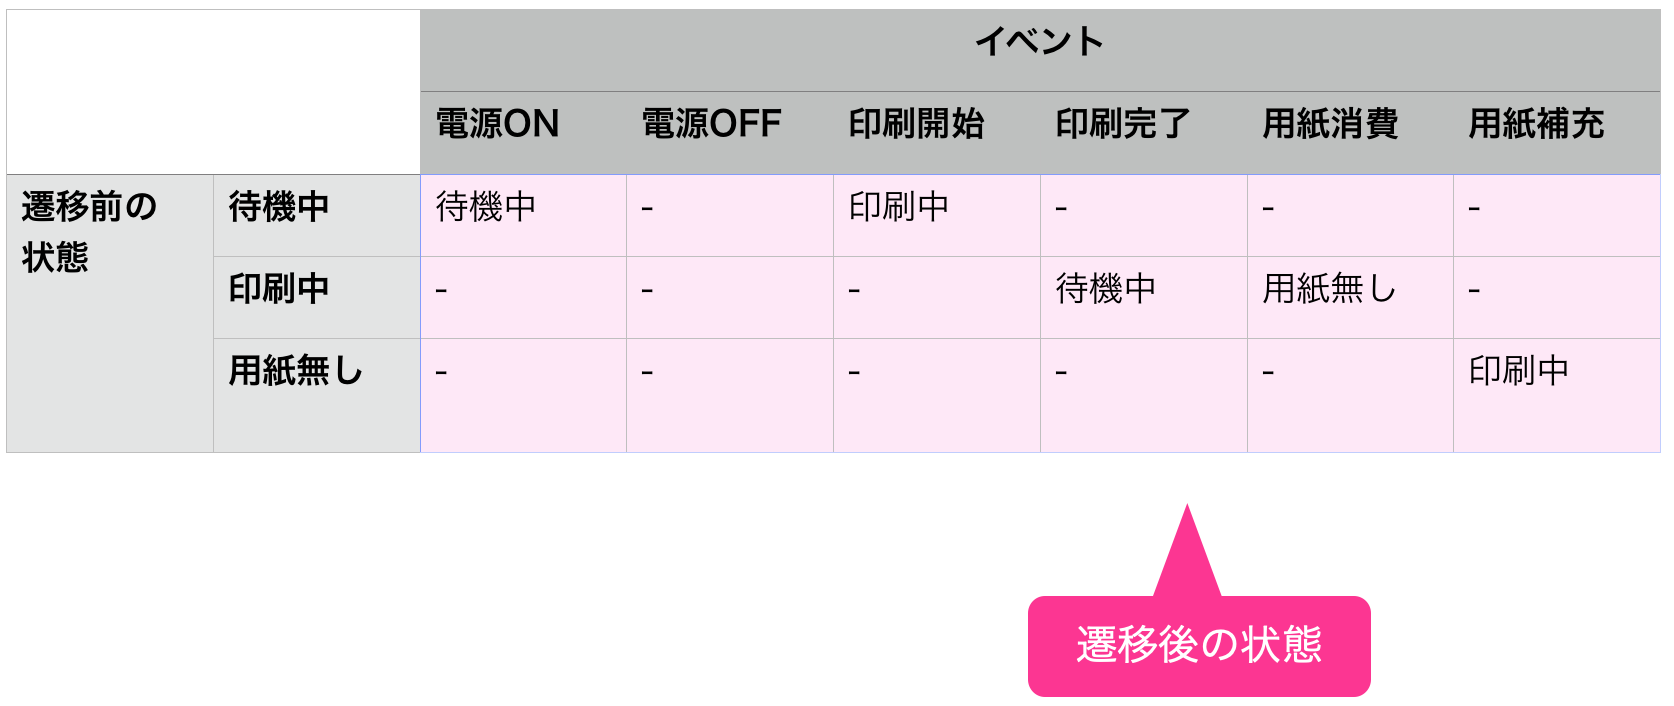 イベント
電源ON 電源OFF 印刷開始 印刷完了 用紙消費 用紙補充
遷移前の 待機中 待機中 - 印刷中 - - -
状態
印刷中 - - - 待機中 用紙無し -
用紙無し - - - - - 印刷中
遷移後の状態